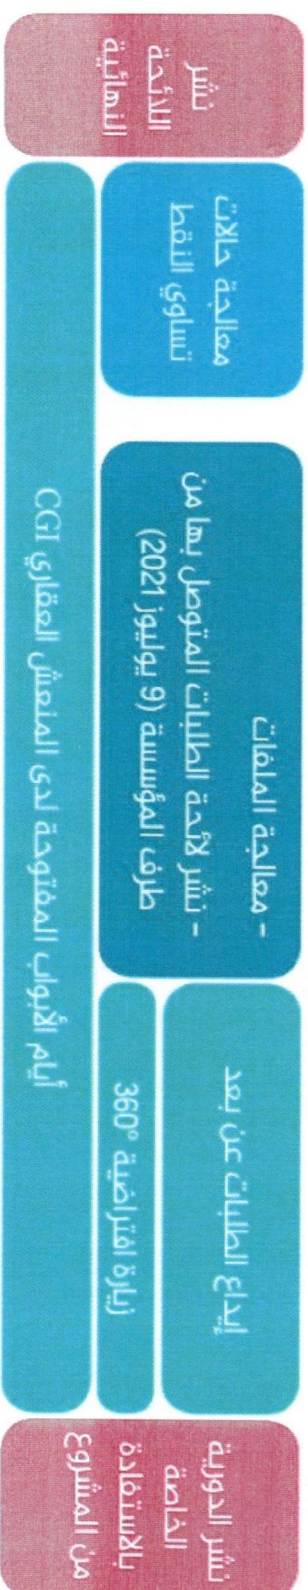 نشر الدورية
الخاصة
بالاستفادة
من المشروع
إيداع الطلبات عن بعد
زيارة افتراضية °360
- معالجة الملفات
- نشر لائحة الطلبات المتوصل بها من
طرف المؤسسة (9 يوليوز 2021)
معالجة حالات
تساوي النقط
أيام الأبواب المفتوحة لدى المنعش العقاري CGI
نشر
اللائحة
النهائية